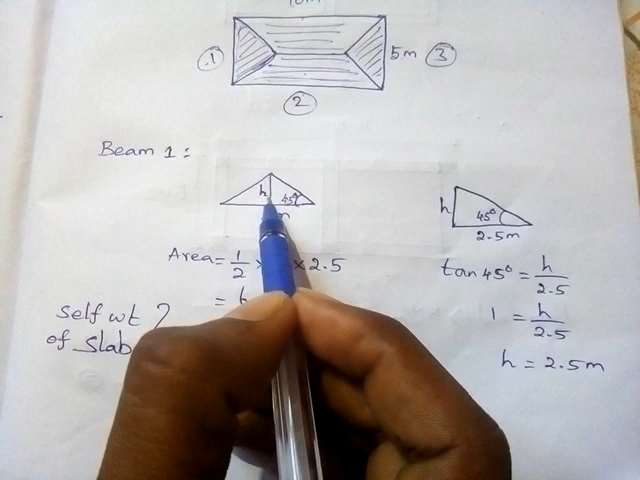 10m
1
5m
3
2
Beam 1:
h 45°
m
h
45°
2.5m
Area = 1/2 × × 2.5
=
tan 45° = h/2.5
1 = h/2.5
h = 2.5m
Self wt
of slab